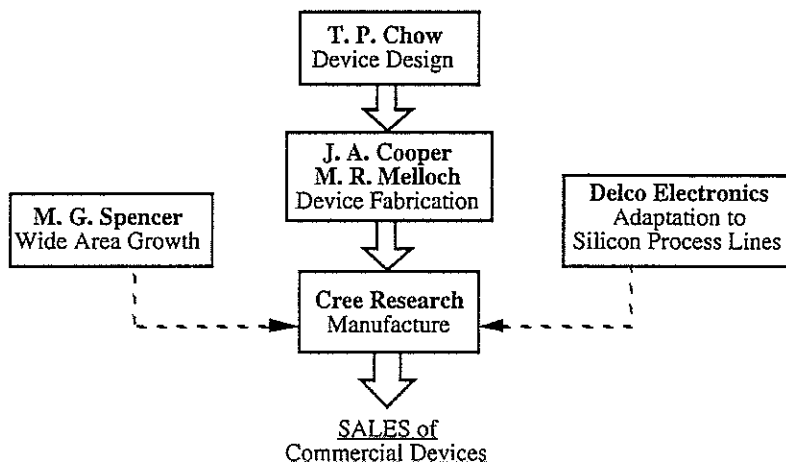 T. P. Chow
Device Design
J. A. Cooper
M. R. Melloch
Device Fabrication
M. G. Spencer
Wide Area Growth
Delco Electronics
Adaptation to
Silicon Process Lines
Cree Research
Manufacture
SALES of
Commercial Devices